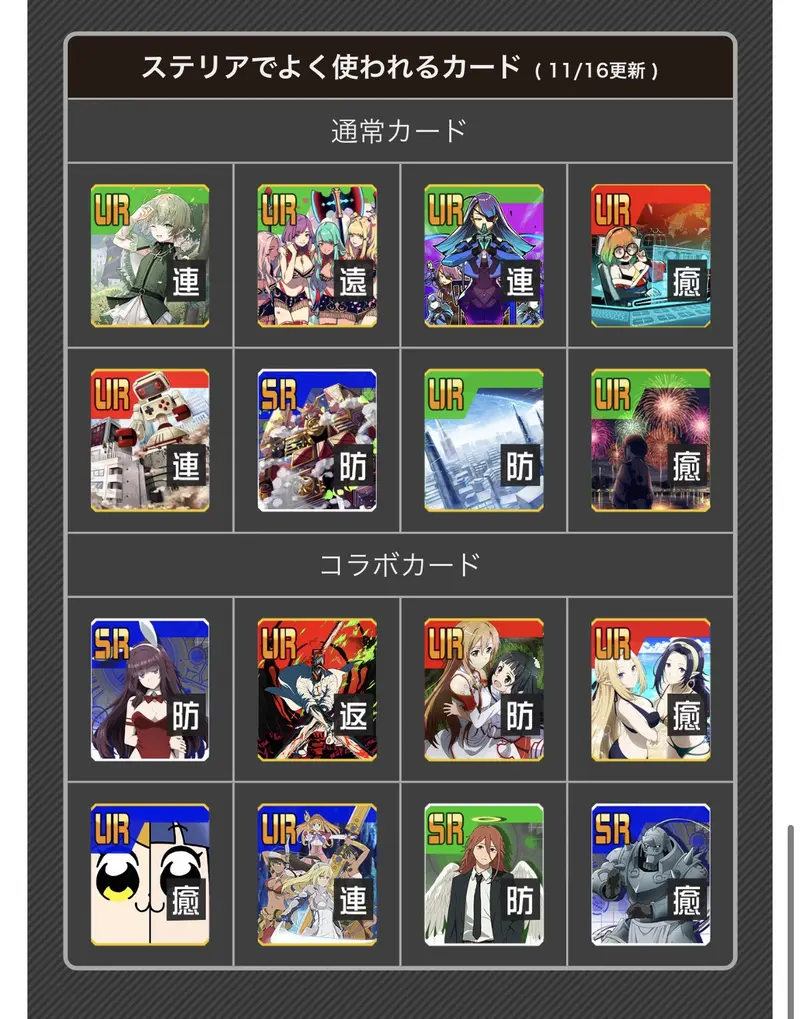 ステリアでよく使われるカード ( 11/16更新 )
通常カード
UR UR UR UR
連 遠 連 癒
UR SR UR UR
連 防 防 癒
コラボカード
SR UR UR UR
防 返 防 癒
UR UR SR SR
癒 連 防 癒